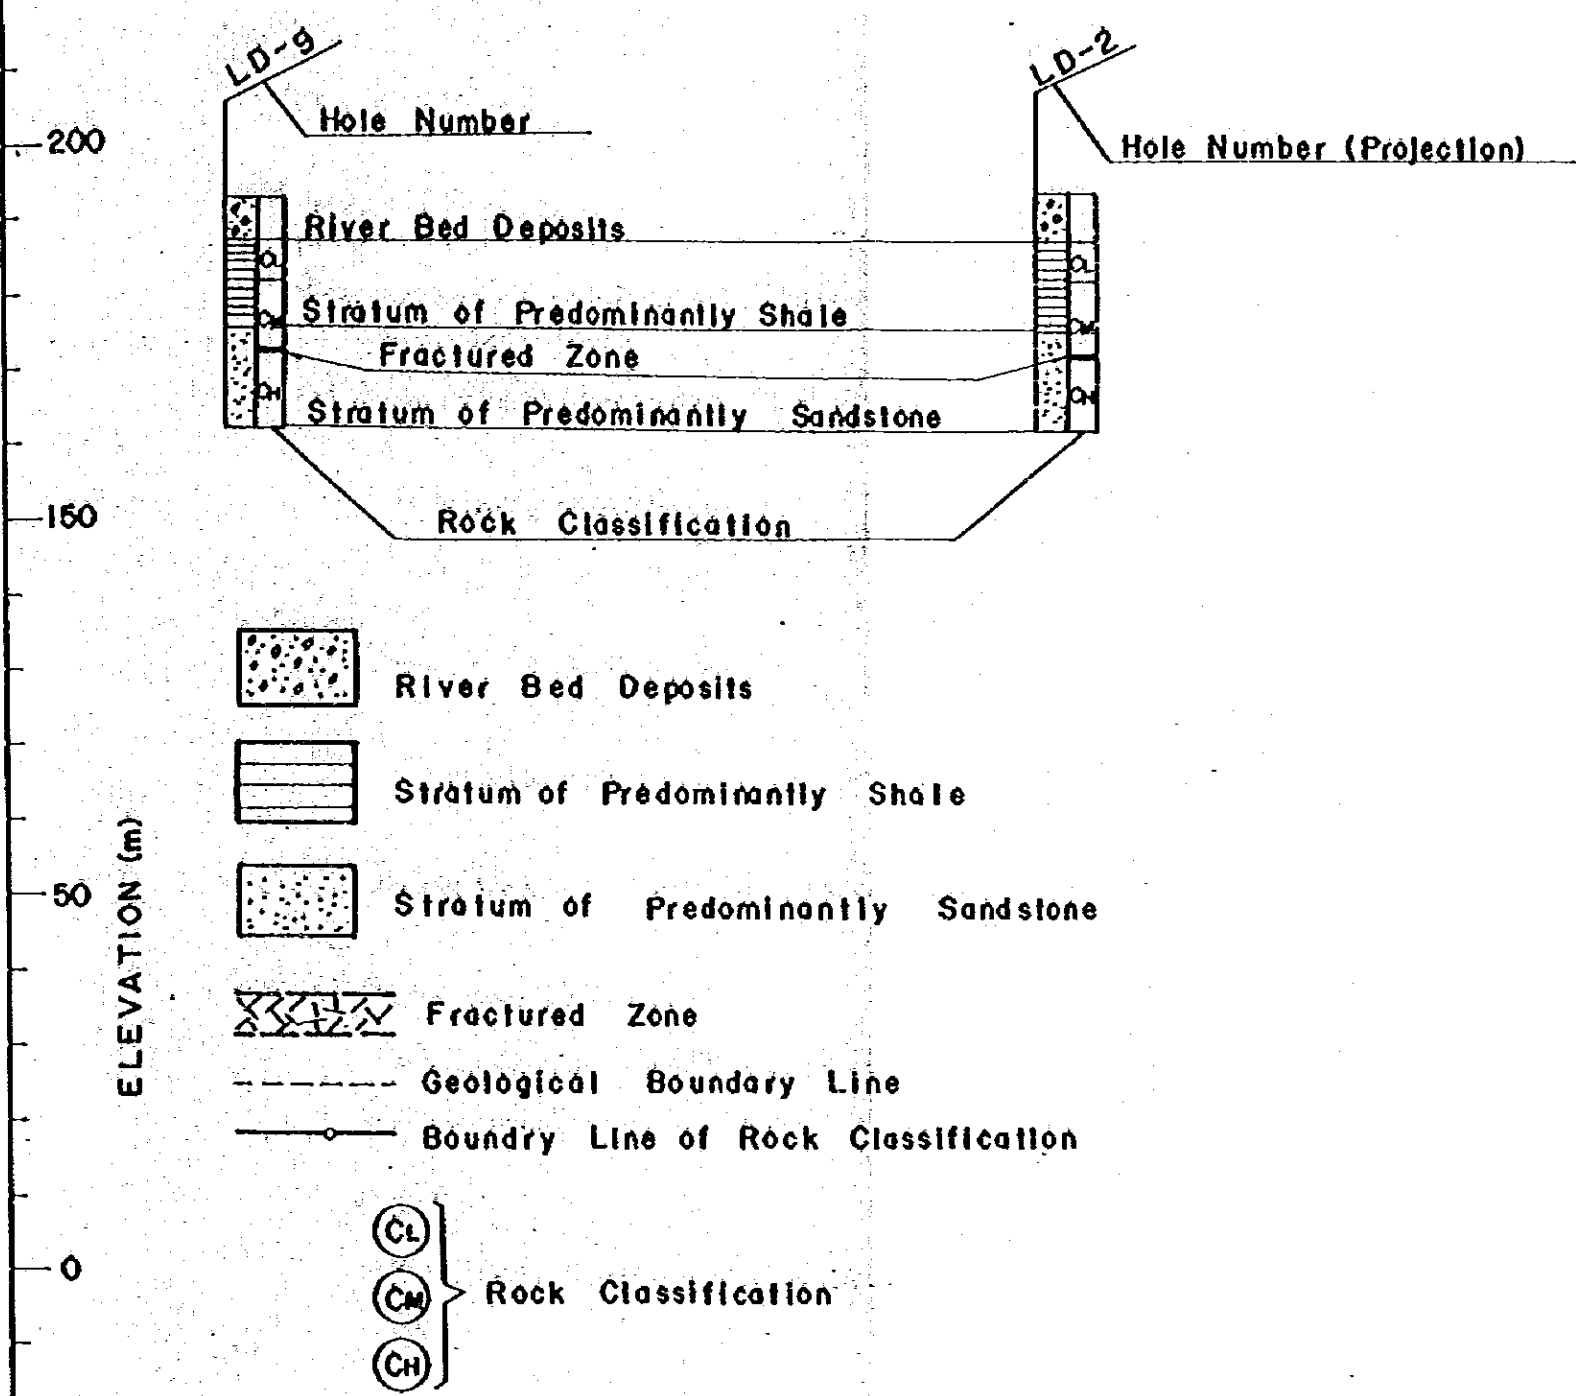 LD-9
LD-2
Hole Number
Hole Number (Projection)
200
River Bed Deposits
CL
CL
Stratum of Predominantly Shale
CM
CM
Fractured Zone
CH
CH
Stratum of Predominantly Sandstone
150
Rock Classification
River Bed Deposits
Stratum of Predominantly Shale
ELEVATION (m)
50
Stratum of Predominantly Sandstone
Fractured Zone
Geological Boundary Line
Boundry Line of Rock Classification
CL
0
CM
Rock Classification
CH